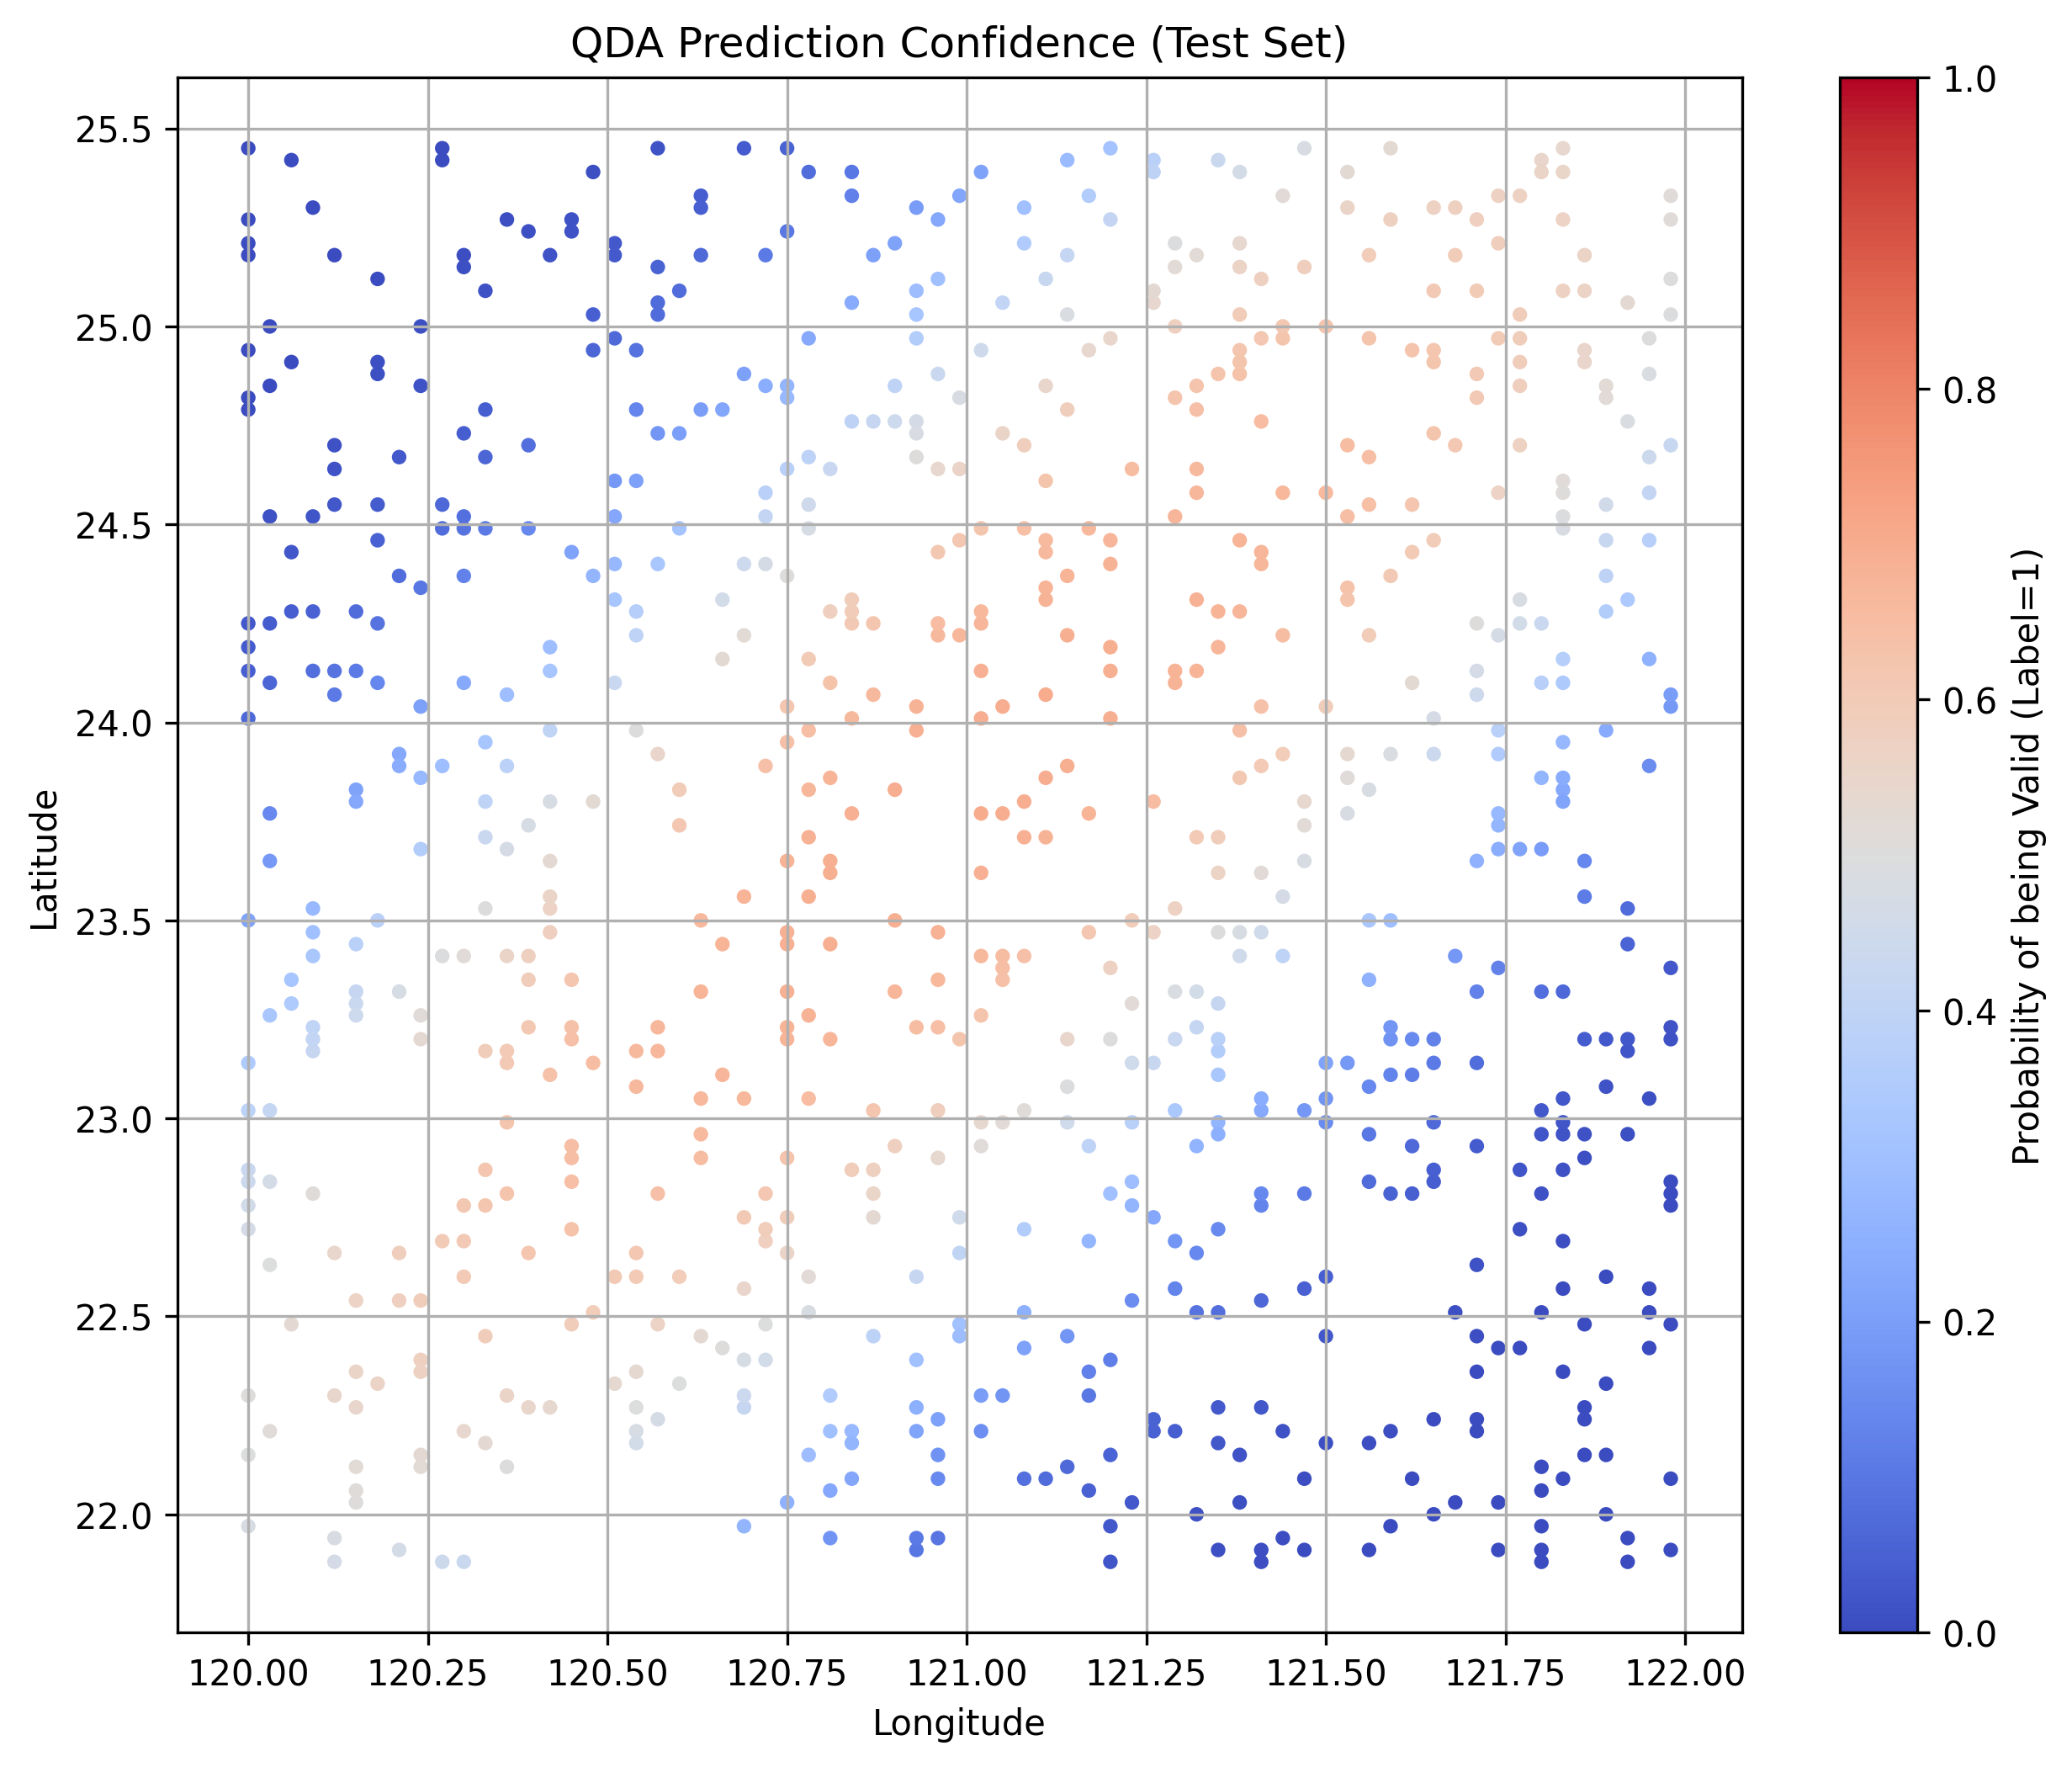 QDA Prediction Confidence (Test Set)
25.5
25.0
24.5
24.0
23.5
23.0
22.5
22.0
Latitude
120.00 120.25 120.50 120.75 121.00 121.25 121.50 121.75 122.00
Longitude
1.0
0.8
0.6
0.4
0.2
0.0
Probability of being Valid (Label=1)